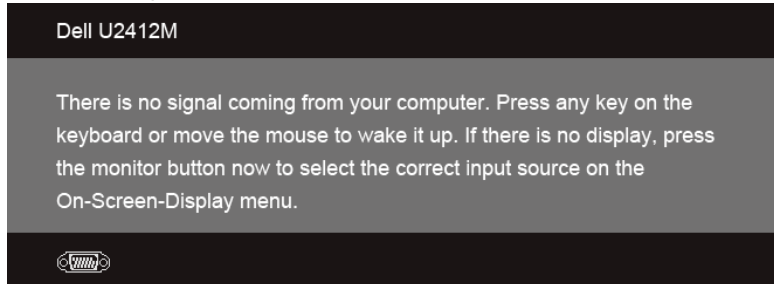 Dell U2412M
There is no signal coming from your computer. Press any key on the
keyboard or move the mouse to wake it up. If there is no display, press
the monitor button now to select the correct input source on the
On-Screen-Display menu.